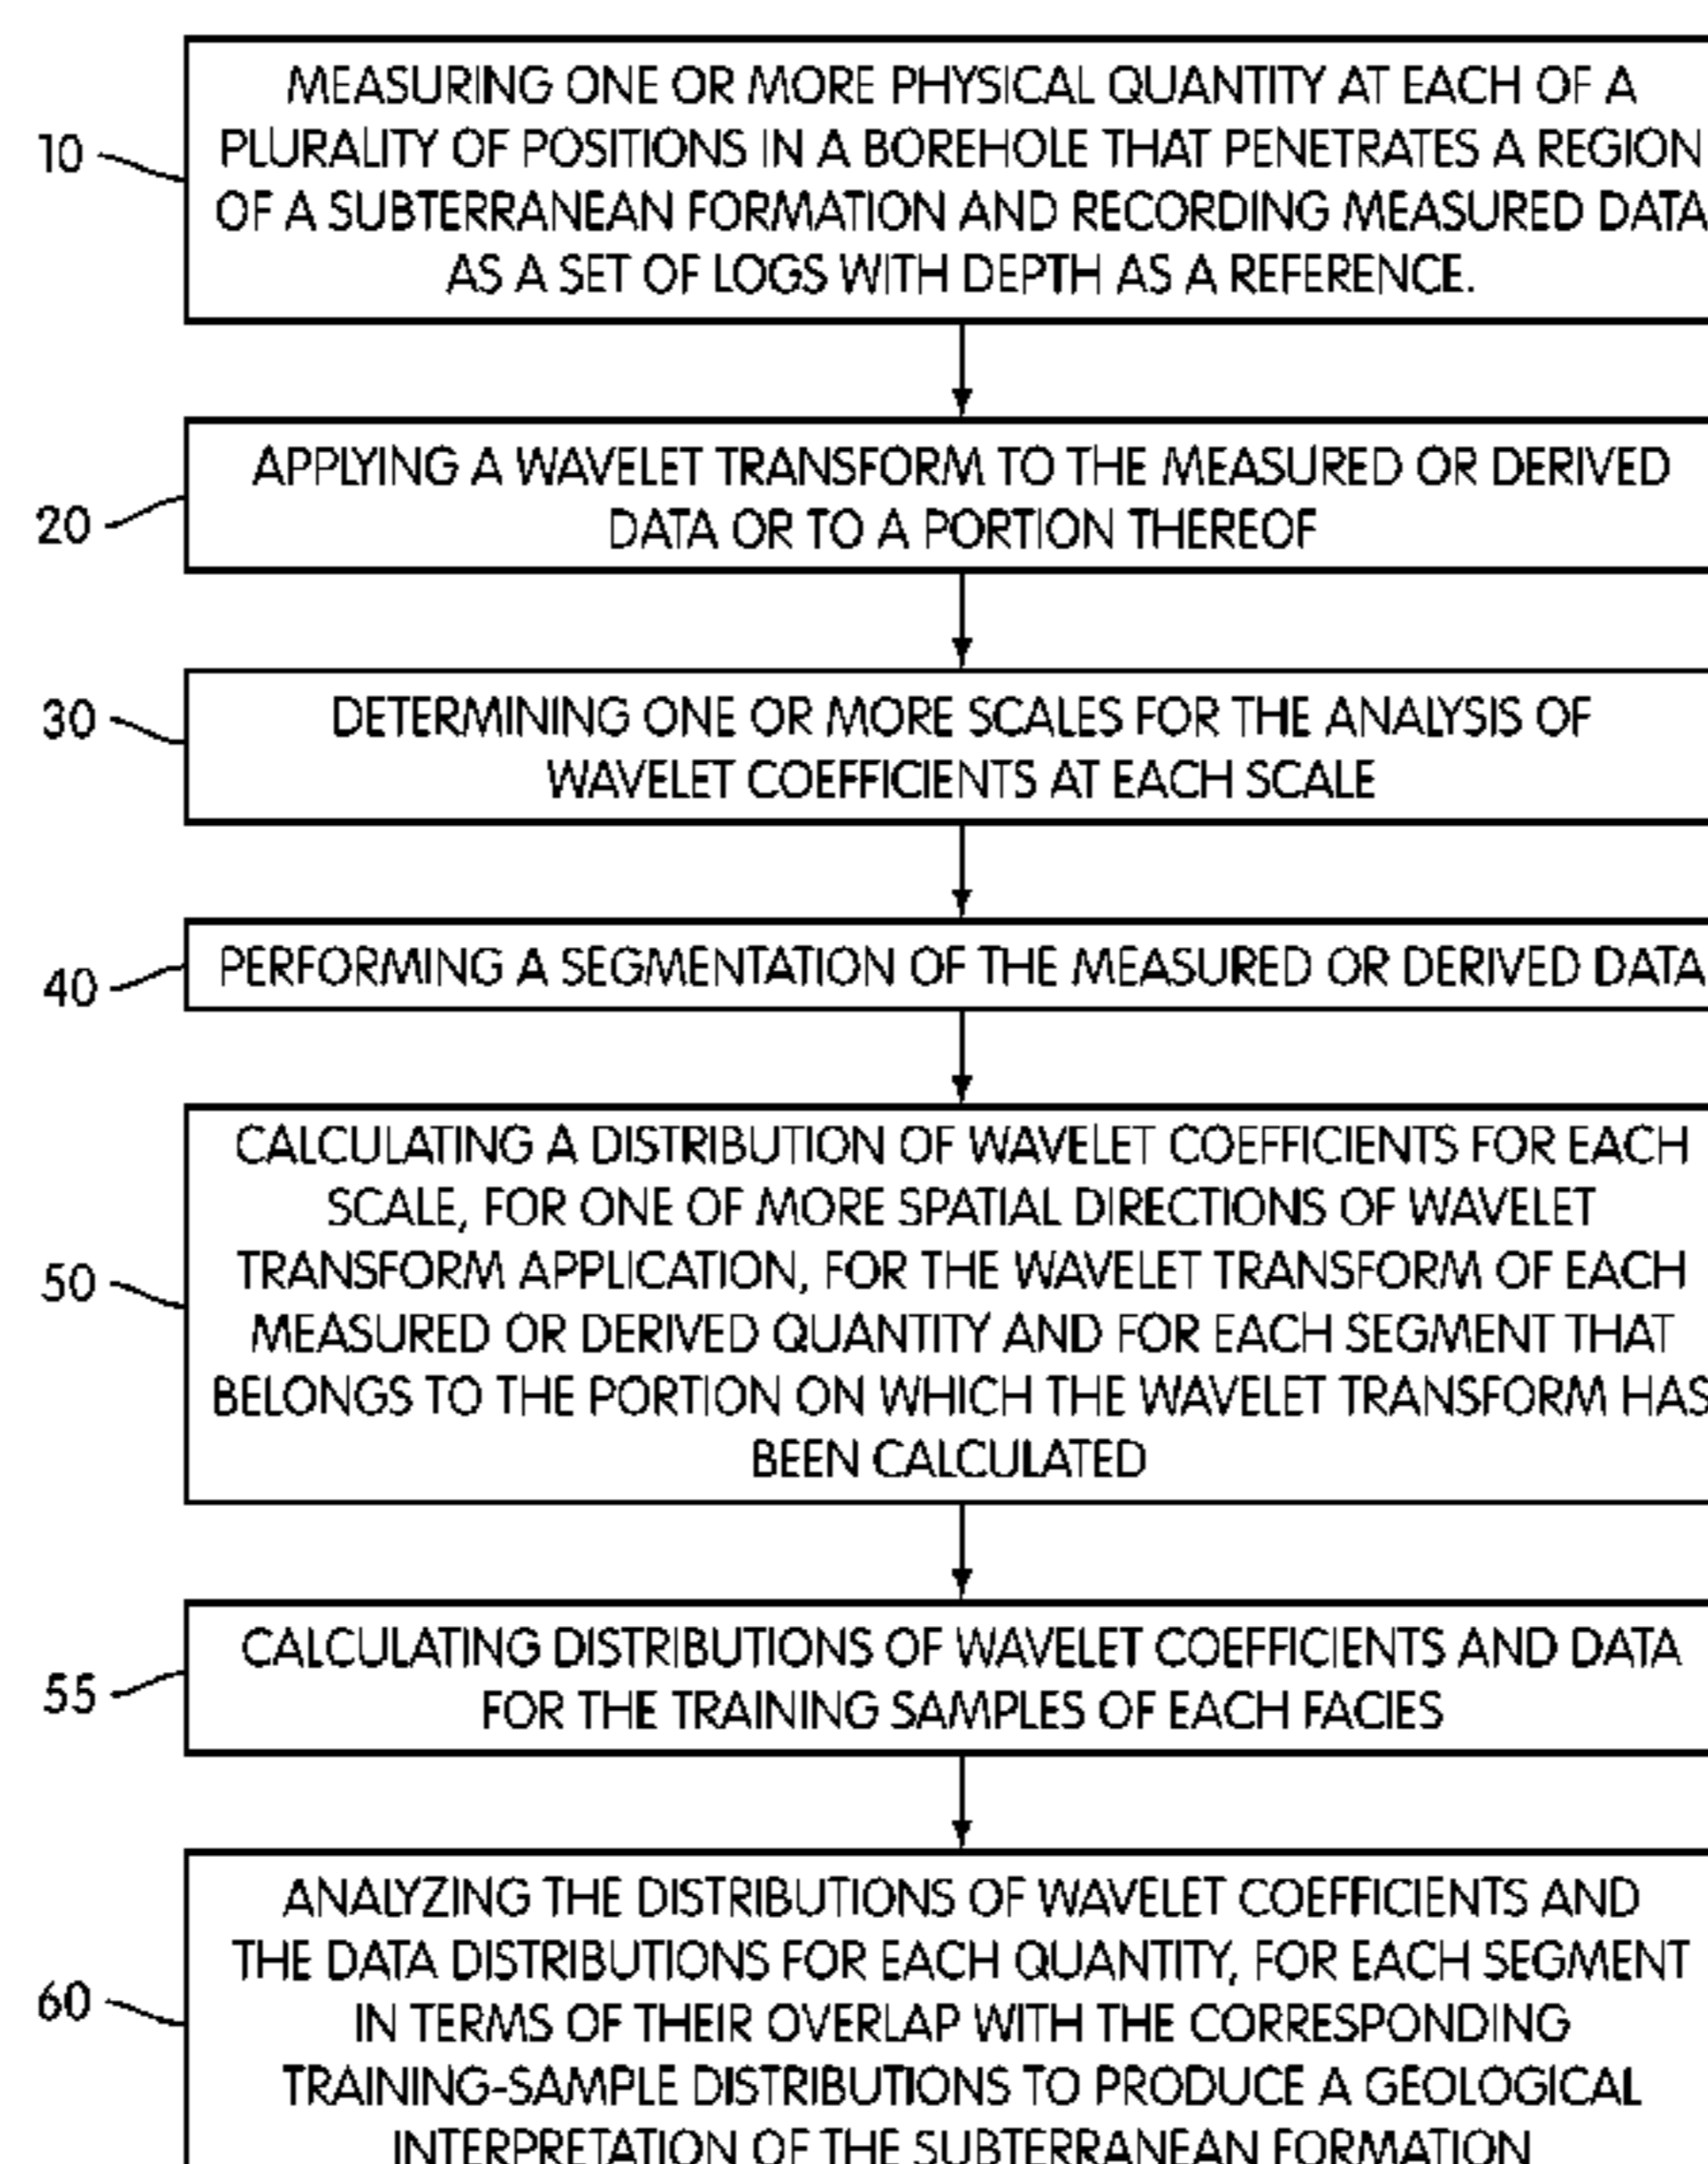 MEASURING ONE OR MORE PHYSICAL QUANTITY AT EACH OF A
PLURALITY OF POSITIONS IN A BOREHOLE THAT PENETRATES A REGION
OF A SUBTERRANEAN FORMATION AND RECORDING MEASURED DATA
AS A SET OF LOGS WITH DEPTH AS A REFERENCE.
10
APPLYING A WAVELET TRANSFORM TO THE MEASURED OR DERIVED
DATA OR TO A PORTION THEREOF
20
DETERMINING ONE OR MORE SCALES FOR THE ANALYSIS OF
WAVELET COEFFICIENTS AT EACH SCALE
30
PERFORMING A SEGMENTATION OF THE MEASURED OR DERIVED DATA
40
CALCULATING A DISTRIBUTION OF WAVELET COEFFICIENTS FOR EACH
SCALE, FOR ONE OF MORE SPATIAL DIRECTIONS OF WAVELET
TRANSFORM APPLICATION, FOR THE WAVELET TRANSFORM OF EACH
MEASURED OR DERIVED QUANTITY AND FOR EACH SEGMENT THAT
BELONGS TO THE PORTION ON WHICH THE WAVELET TRANSFORM HAS
BEEN CALCULATED
50
CALCULATING DISTRIBUTIONS OF WAVELET COEFFICIENTS AND DATA
FOR THE TRAINING SAMPLES OF EACH FACIES
55
ANALYZING THE DISTRIBUTIONS OF WAVELET COEFFICIENTS AND
THE DATA DISTRIBUTIONS FOR EACH QUANTITY, FOR EACH SEGMENT
IN TERMS OF THEIR OVERLAP WITH THE CORRESPONDING
TRAINING-SAMPLE DISTRIBUTIONS TO PRODUCE A GEOLOGICAL
INTERPRETATION OF THE SUBTERRANEAN FORMATION
60